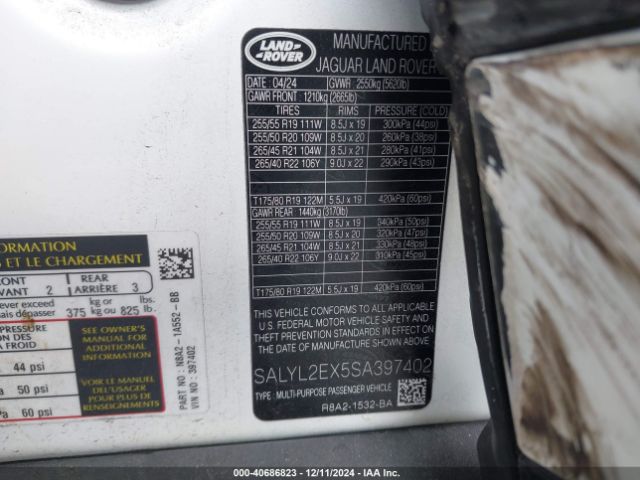 LAND-
ROVER
MANUFACTURED
JAGUAR LAND ROVER
DATE : 04/24 GVWR : 2550kg (5620lb)
GAWR FRONT : 1210kg (2665lb)
TIRES RIMS PRESSURE (COLD)
255/55 R19 111W 8.5J x 19 300kPa (44psi)
255/50 R20 109W 8.5J x 20 260kPa (38psi)
265/45 R21 104W 8.5J x 21 280kPa (41psi)
265/40 R22 106Y 9.0J x 22 290kPa (43psi)
T175/80 R19 122M 5.5J x 19 420kPa (60psi)
GAWR REAR : 1440kg (3170lb)
255/55 R19 111W 8.5J x 19 340kPa (50psi)
255/50 R20 109W 8.5J x 20 320kPa (47psi)
265/45 R21 104W 8.5J x 21 330kPa (48psi)
265/40 R22 106Y 9.0J x 22 310kPa (45psi)
T175/80 R19 122M 5.5J x 19 420kPa (60psi)
THIS VEHICLE CONFORMS TO ALL APPLICABLE
U.S. FEDERAL MOTOR VEHICLE SAFETY AND
THEFT PREVENTION STANDARDS IN EFFECT ON
THE DATE OF MANUFACTURE SHOWN ABOVE
SALYL2EX5SA397402
TYPE : MULTI-PURPOSE PASSENGER VEHICLE
R8A2-1532-BA
FORMATION
ET LE CHARGEMENT
RONT 2 REAR 3
VANT ARRIÈRE
never exceed kg or lbs.
mais dépasser 375 kg ou 825 lb.
PRESSURE
ON DES
À FROID
44 psi
50 psi
Pa 60 psi
SEE OWNER'S
MANUAL FOR
ADDITIONAL
INFORMATION
VOIR LE MANUEL
DE L'USAGER
POUR PLUS DE
RENSEIGNEMENTS
PART NO : N8A2 - 1A552 - BB
VIN NO : 397402
000-40686823 - 12/11/2024 - IAAI.com